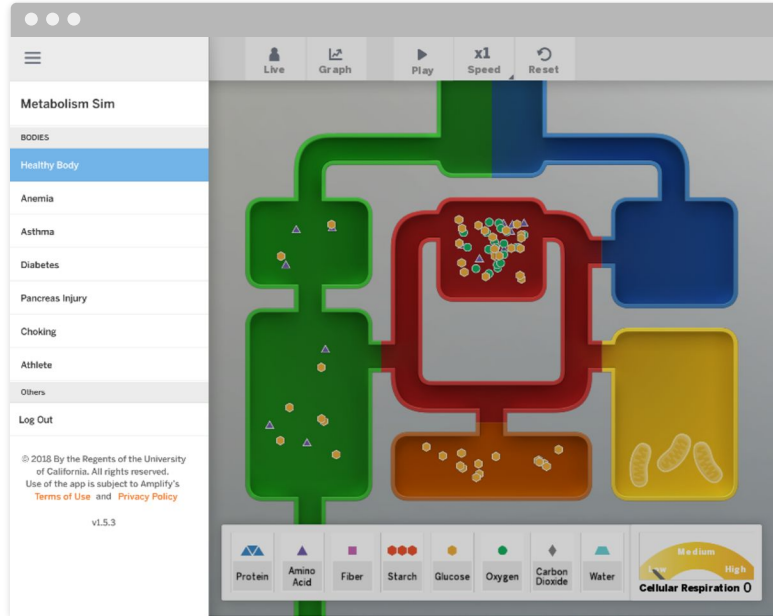 Live
Graph
Play
x1
Speed
Reset
Metabolism Sim
BODIES
Healthy Body
Anemia
Asthma
Diabetes
Pancreas Injury
Choking
Athlete
Others
Log Out
© 2018 By the Regents of the University
of California. All rights reserved.
Use of the app is subject to Amplify's
Terms of Use and Privacy Policy
v1.5.3
Protein
Amino
Acid
Fiber
Starch
Glucose
Oxygen
Carbon
Dioxide
Water
Low
Medium
High
Cellular Respiration 0